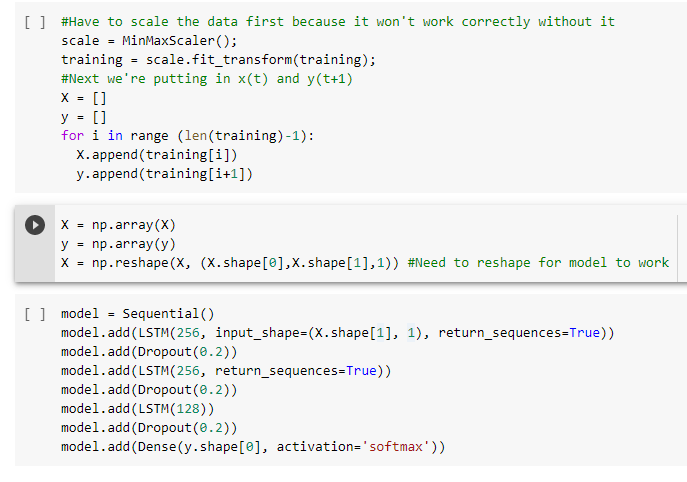 [ ] #Have to scale the data first because it won't work correctly without it
scale = MinMaxScaler();
training = scale.fit_transform(training);
#Next we're putting in x(t) and y(t+1)
X = []
y = []
for i in range (len(training)-1):
  X.append(training[i])
  y.append(training[i+1])
X = np.array(X)
y = np.array(y)
X = np.reshape(X, (X.shape[0],X.shape[1],1)) #Need to reshape for model to work
[ ] model = Sequential()
model.add(LSTM(256, input_shape=(X.shape[1], 1), return_sequences=True))
model.add(Dropout(0.2))
model.add(LSTM(256, return_sequences=True))
model.add(Dropout(0.2))
model.add(LSTM(128))
model.add(Dropout(0.2))
model.add(Dense(y.shape[0], activation='softmax'))